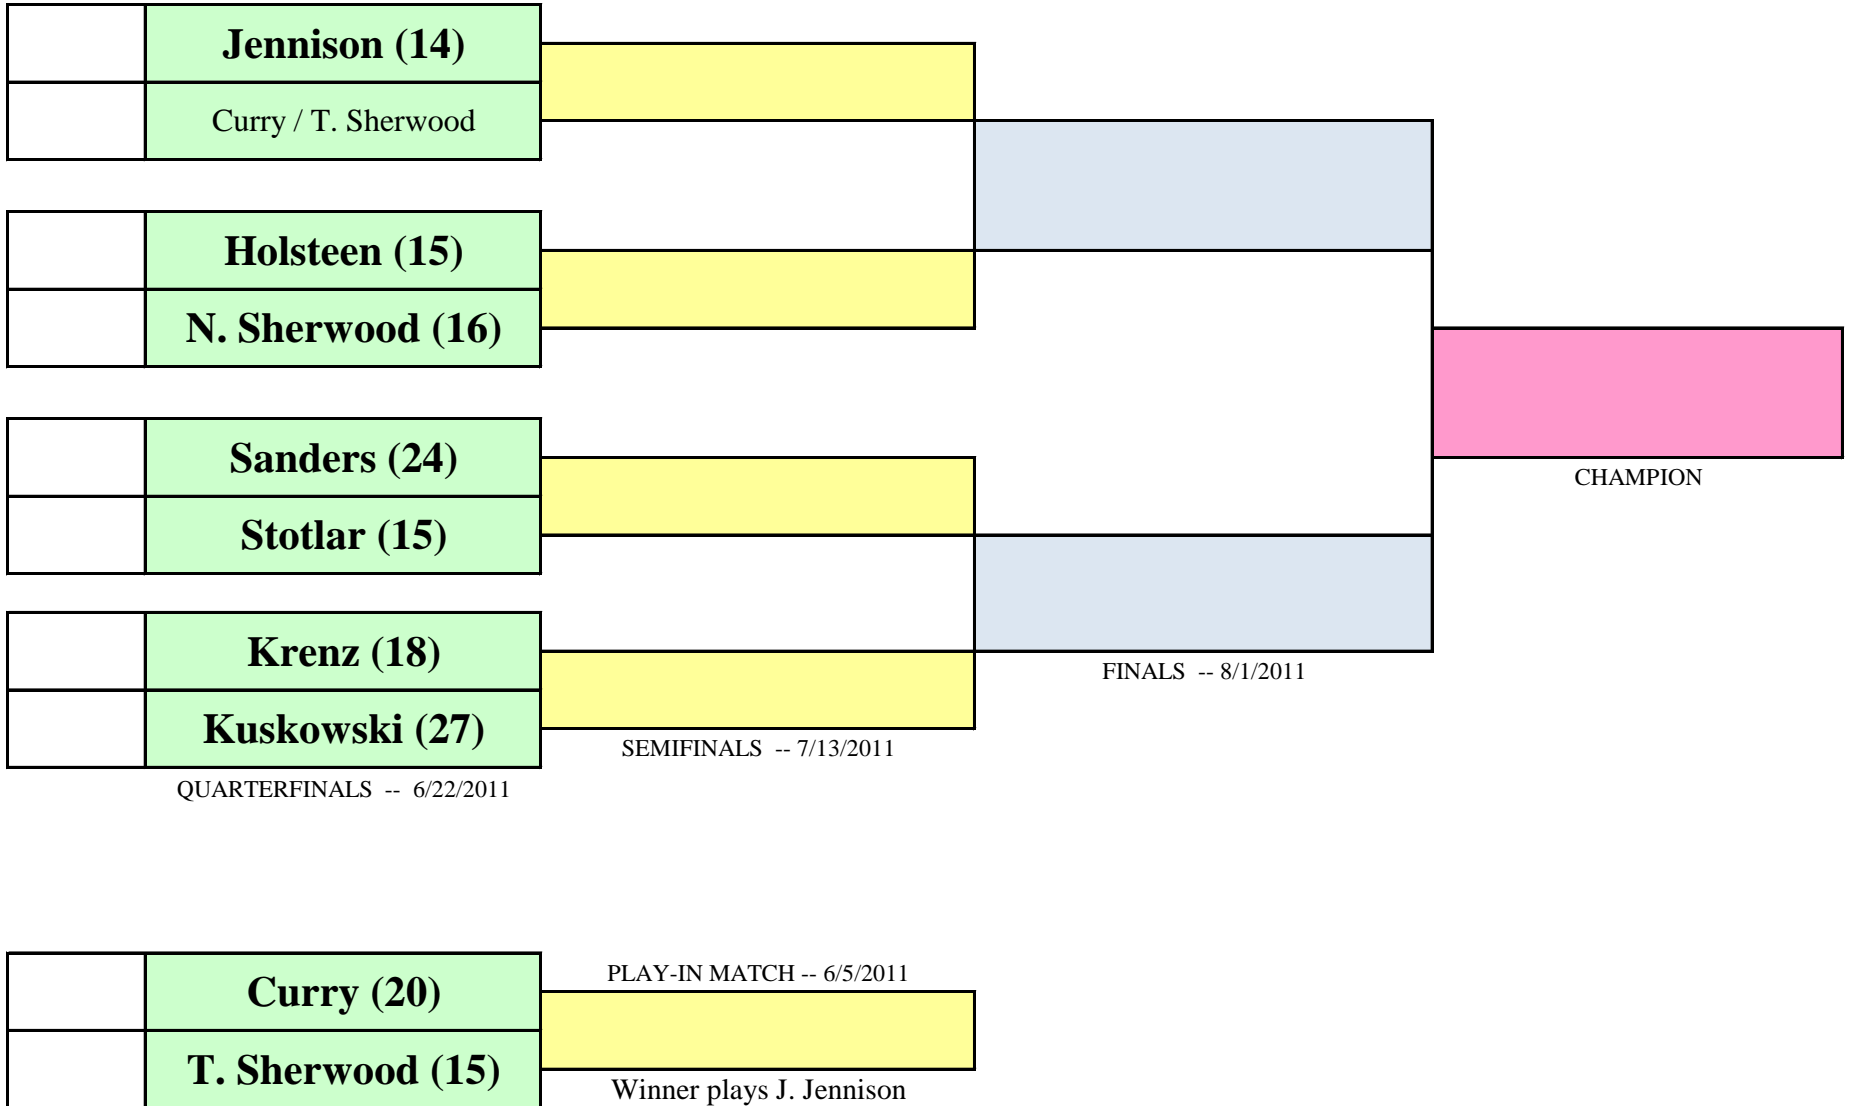 Jennison (14)
Curry / T. Sherwood
Holsteen (15)
N. Sherwood (16)
Sanders (24)
Stotlar (15)
Krenz (18)
Kuskowski (27)
QUARTERFINALS -- 6/22/2011
SEMIFINALS -- 7/13/2011
FINALS -- 8/1/2011
CHAMPION
Curry (20)
T. Sherwood (15)
PLAY-IN MATCH -- 6/5/2011
Winner plays J. Jennison